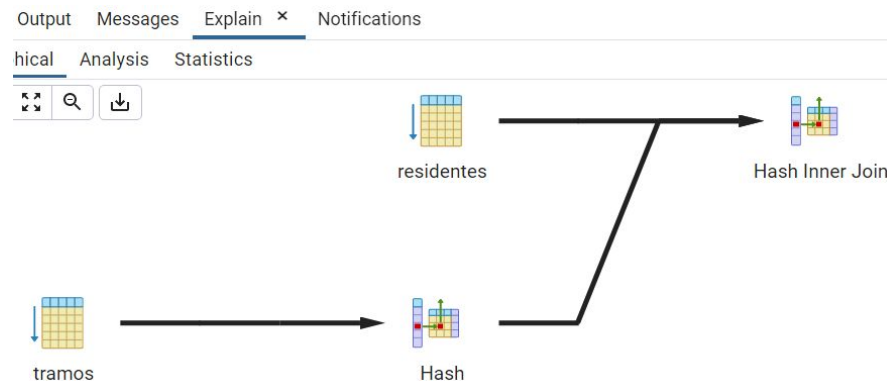 Output Messages Explain ×  Notifications
hical Analysis Statistics
residentes
Hash Inner Join
tramos
Hash